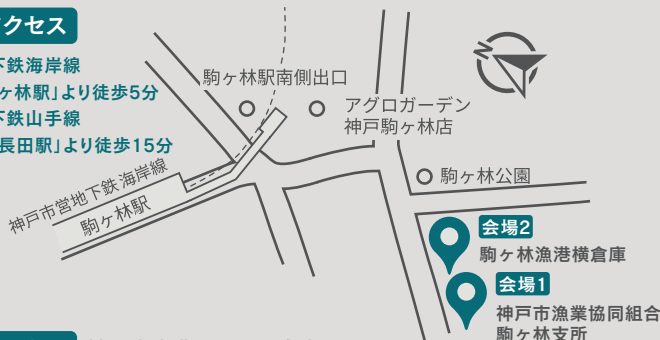 クセス
下鉄海岸線
ヶ林駅」より徒歩5分
下鉄山手線
長田駅」より徒歩15分
駒ヶ林駅南側出口
アグロガーデン
神戸駒ヶ林店
N
神戸市営地下鉄海岸線
駒ヶ林駅
駒ヶ林公園
会場2
駒ヶ林漁港横倉庫
会場1
神戸市漁業協同組合
駒ヶ林支所